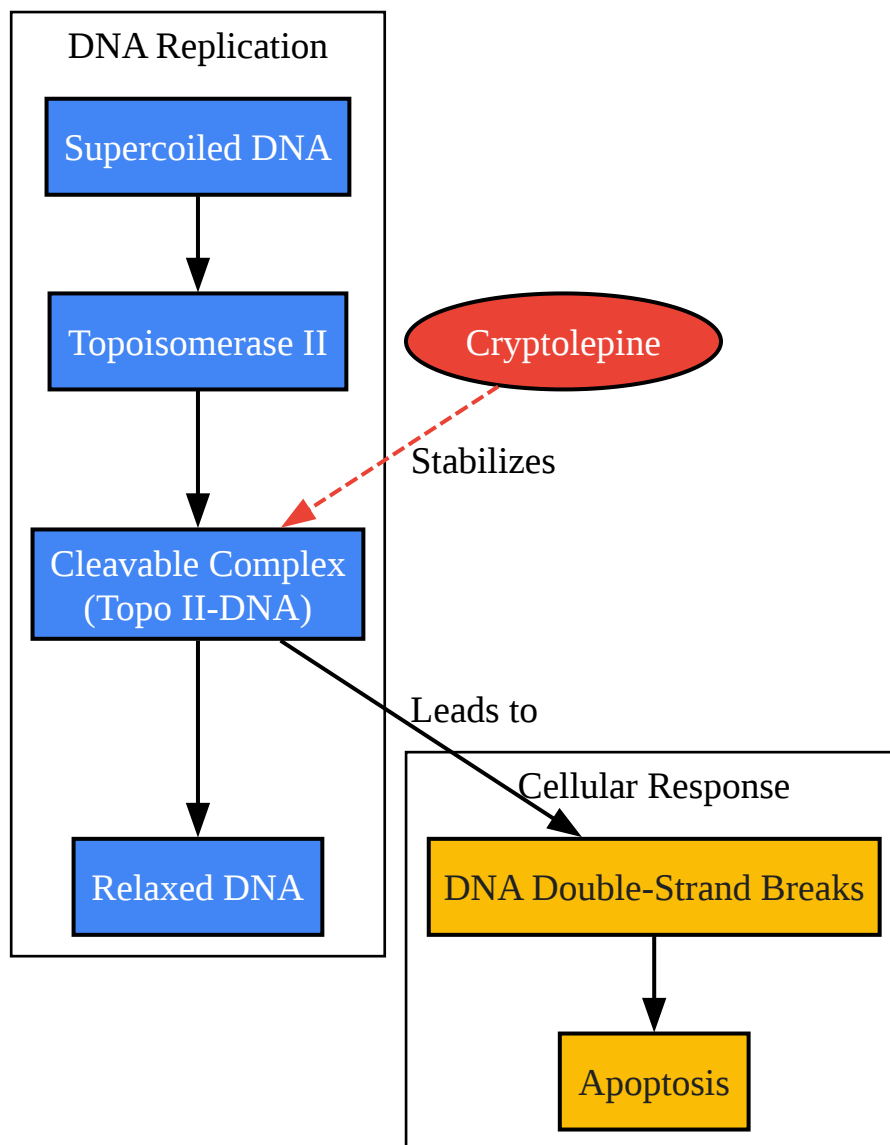 DNA Replication
Supercoiled DNA
Topoisomerase II
Cryptolepine
Stabilizes
Cleavable Complex
(Topo II-DNA)
Leads to
Cellular Response
Relaxed DNA
DNA Double-Strand Breaks
Apoptosis